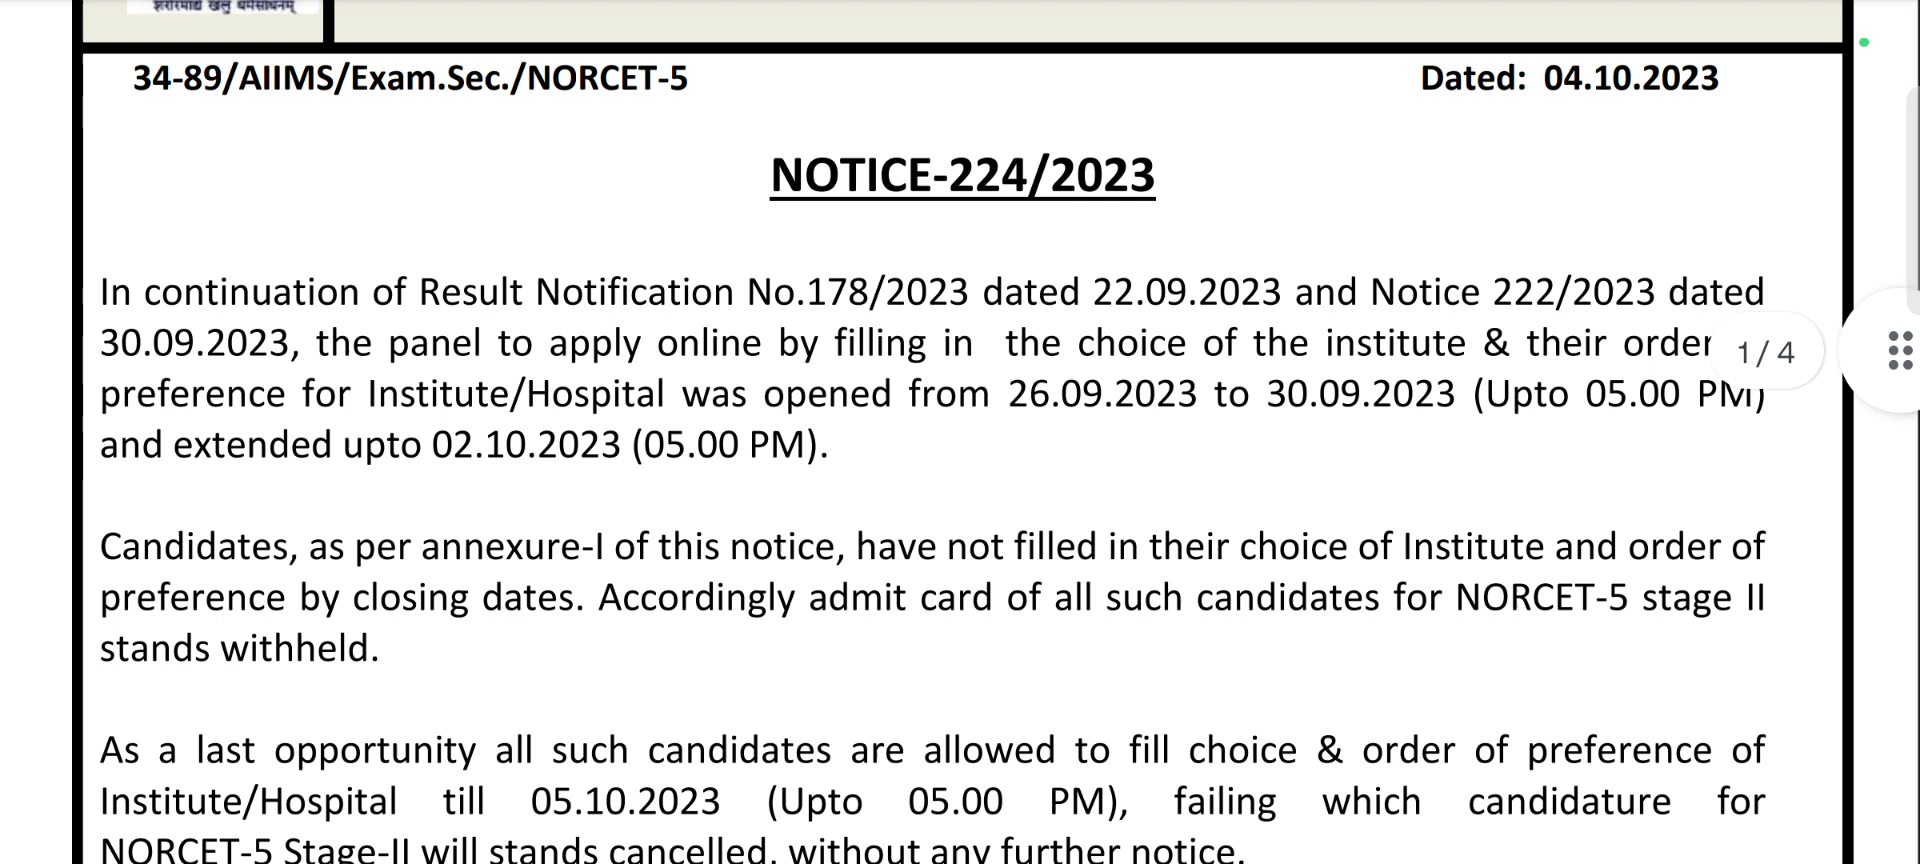 शरीरमाद्यं खलु धर्मसाधनम्
34-89/AIIMS/Exam.Sec./NORCET-5 Dated: 04.10.2023
NOTICE-224/2023
In continuation of Result Notification No.178/2023 dated 22.09.2023 and Notice 222/2023 dated
30.09.2023, the panel to apply online by filling in the choice of the institute & their order
1/4
preference for Institute/Hospital was opened from 26.09.2023 to 30.09.2023 (Upto 05.00 PM)
and extended upto 02.10.2023 (05.00 PM).
Candidates, as per annexure-I of this notice, have not filled in their choice of Institute and order of
preference by closing dates. Accordingly admit card of all such candidates for NORCET-5 stage II
stands withheld.
As a last opportunity all such candidates are allowed to fill choice & order of preference of
Institute/Hospital till 05.10.2023 (Upto 05.00 PM), failing which candidature for
NORCET-5 Stage-II will stands cancelled, without any further notice.